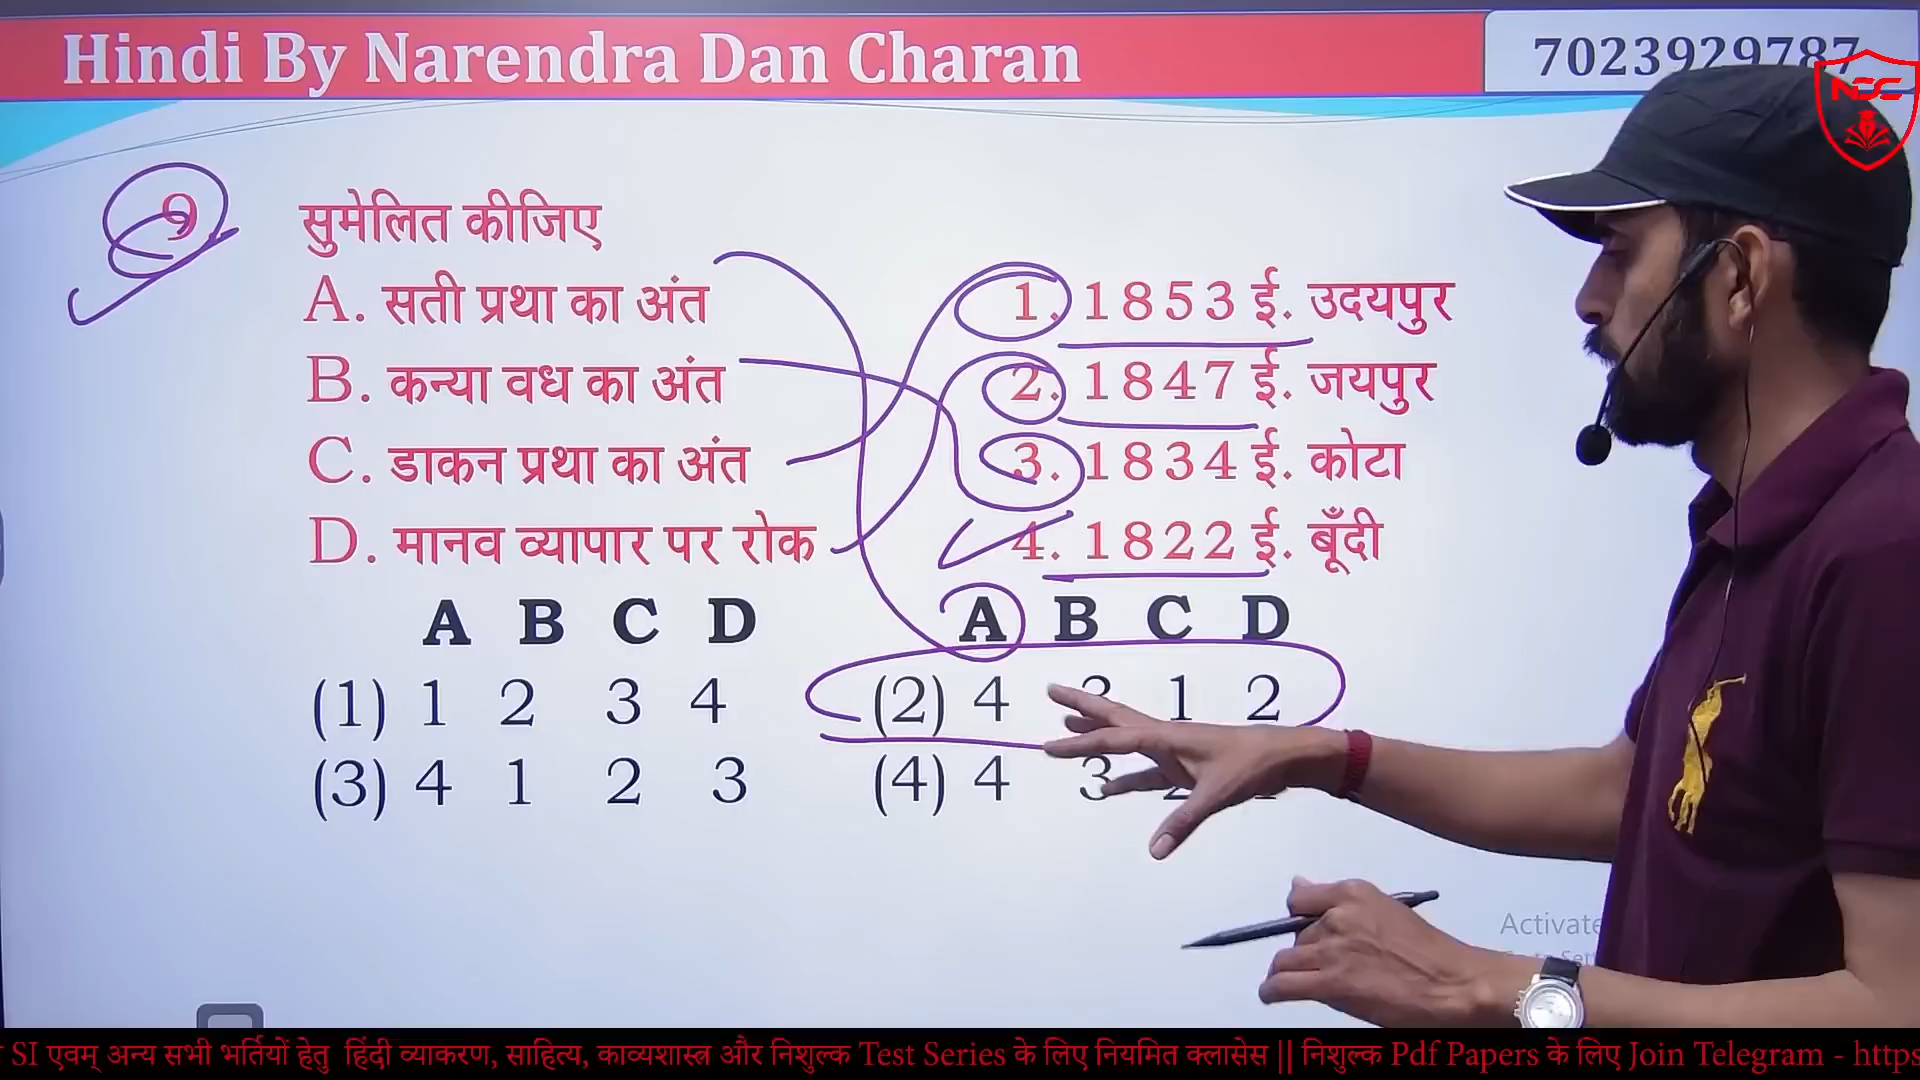 Hindi By Narendra Dan Charan
7023929787
NDC
9.
सुमेलित कीजिए
A. सती प्रथा का अंत
1. 1853 ई. उदयपुर
B. कन्या वध का अंत
2. 1847 ई. जयपुर
C. डाकन प्रथा का अंत
3. 1834 ई. कोटा
D. मानव व्यापार पर रोक
4. 1822 ई. बूँदी
A B C D
A B C D
(1) 1 2 3 4
(2) 4 3 1 2
(3) 4 1 2 3
(4) 4 3
Activate
SI एवम् अन्य सभी भर्तियों हेतु हिंदी व्याकरण, साहित्य, काव्यशास्त्र और निशुल्क Test Series के लिए नियमित क्लासेस || निशुल्क Pdf Papers के लिए Join Telegram - https